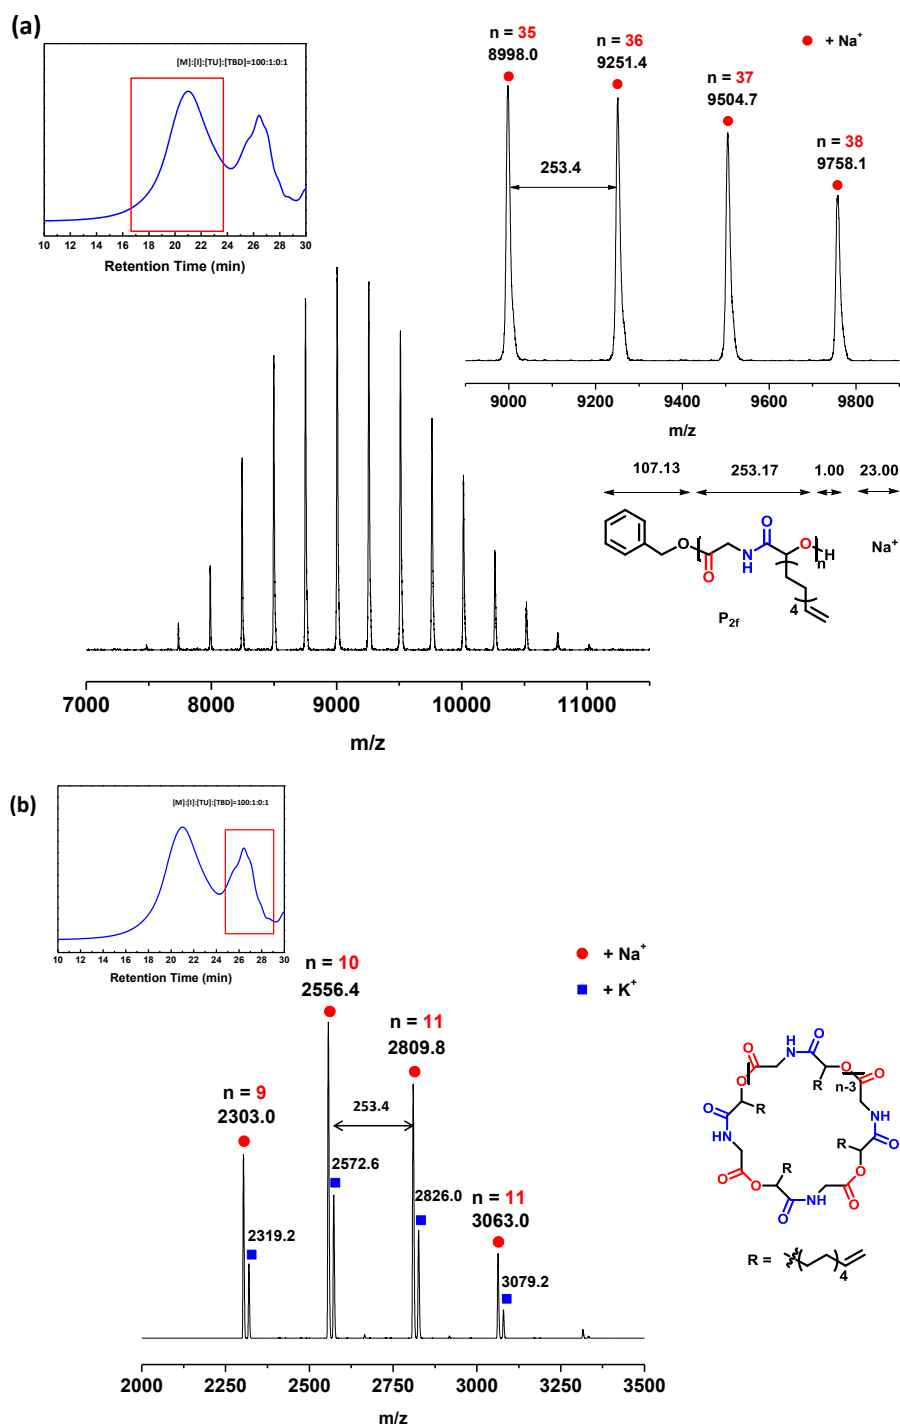 (a)
[M]:[I]:[TU]:[TBD]=100:1:0:1
10 12 14 16 18 20 22 24 26 28 30
Retention Time (min)
n = 35
8998.0
n = 36
9251.4
n = 37
9504.7
n = 38
9758.1
+ Na+
253.4
9000 9200 9400 9600 9800
m/z
107.13 253.17 1.00 23.00
O
O
O
N
H
O
H
n
O
4
Na+
P2f
7000 8000 9000 10000 11000
m/z
(b)
[M]:[I]:[TU]:[TBD]=100:1:0:1
10 12 14 16 18 20 22 24 26 28 30
Retention Time (min)
+ Na+
+ K+
n = 9
2303.0
2319.2
n = 10
2556.4
2572.6
253.4
n = 11
2809.8
2826.0
n = 11
3063.0
3079.2
2000 2250 2500 2750 3000 3250 3500
m/z
O
HN
O
O
R
n-3
O
O
R
O
NH
O
O
NH
O
R
O
O
R
O
O
NH
O
R =
4